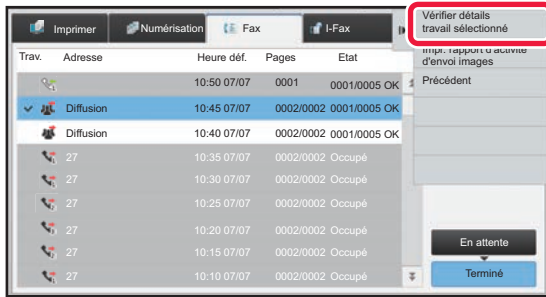 Imprimer Numérisation Fax I-Fax
Vérifier détails
travail sélectionné
Impr. rapport d'activité
d'envoi images
Précédent
Trav. Adresse Heure déf. Pages Etat
10:50 07/07 0001 0001/0005 OK
Diffusion 10:45 07/07 0002/0002 0001/0005 OK
Diffusion 10:40 07/07 0002/0002 0001/0005 OK
27 10:35 07/07 0002/0002 Occupé
27 10:30 07/07 0002/0002 Occupé
27 10:25 07/07 0002/0002 Occupé
27 10:20 07/07 0002/0002 Occupé
27 10:15 07/07 0002/0002 Occupé
27 10:10 07/07 0002/0002 Occupé
En attente
Terminé